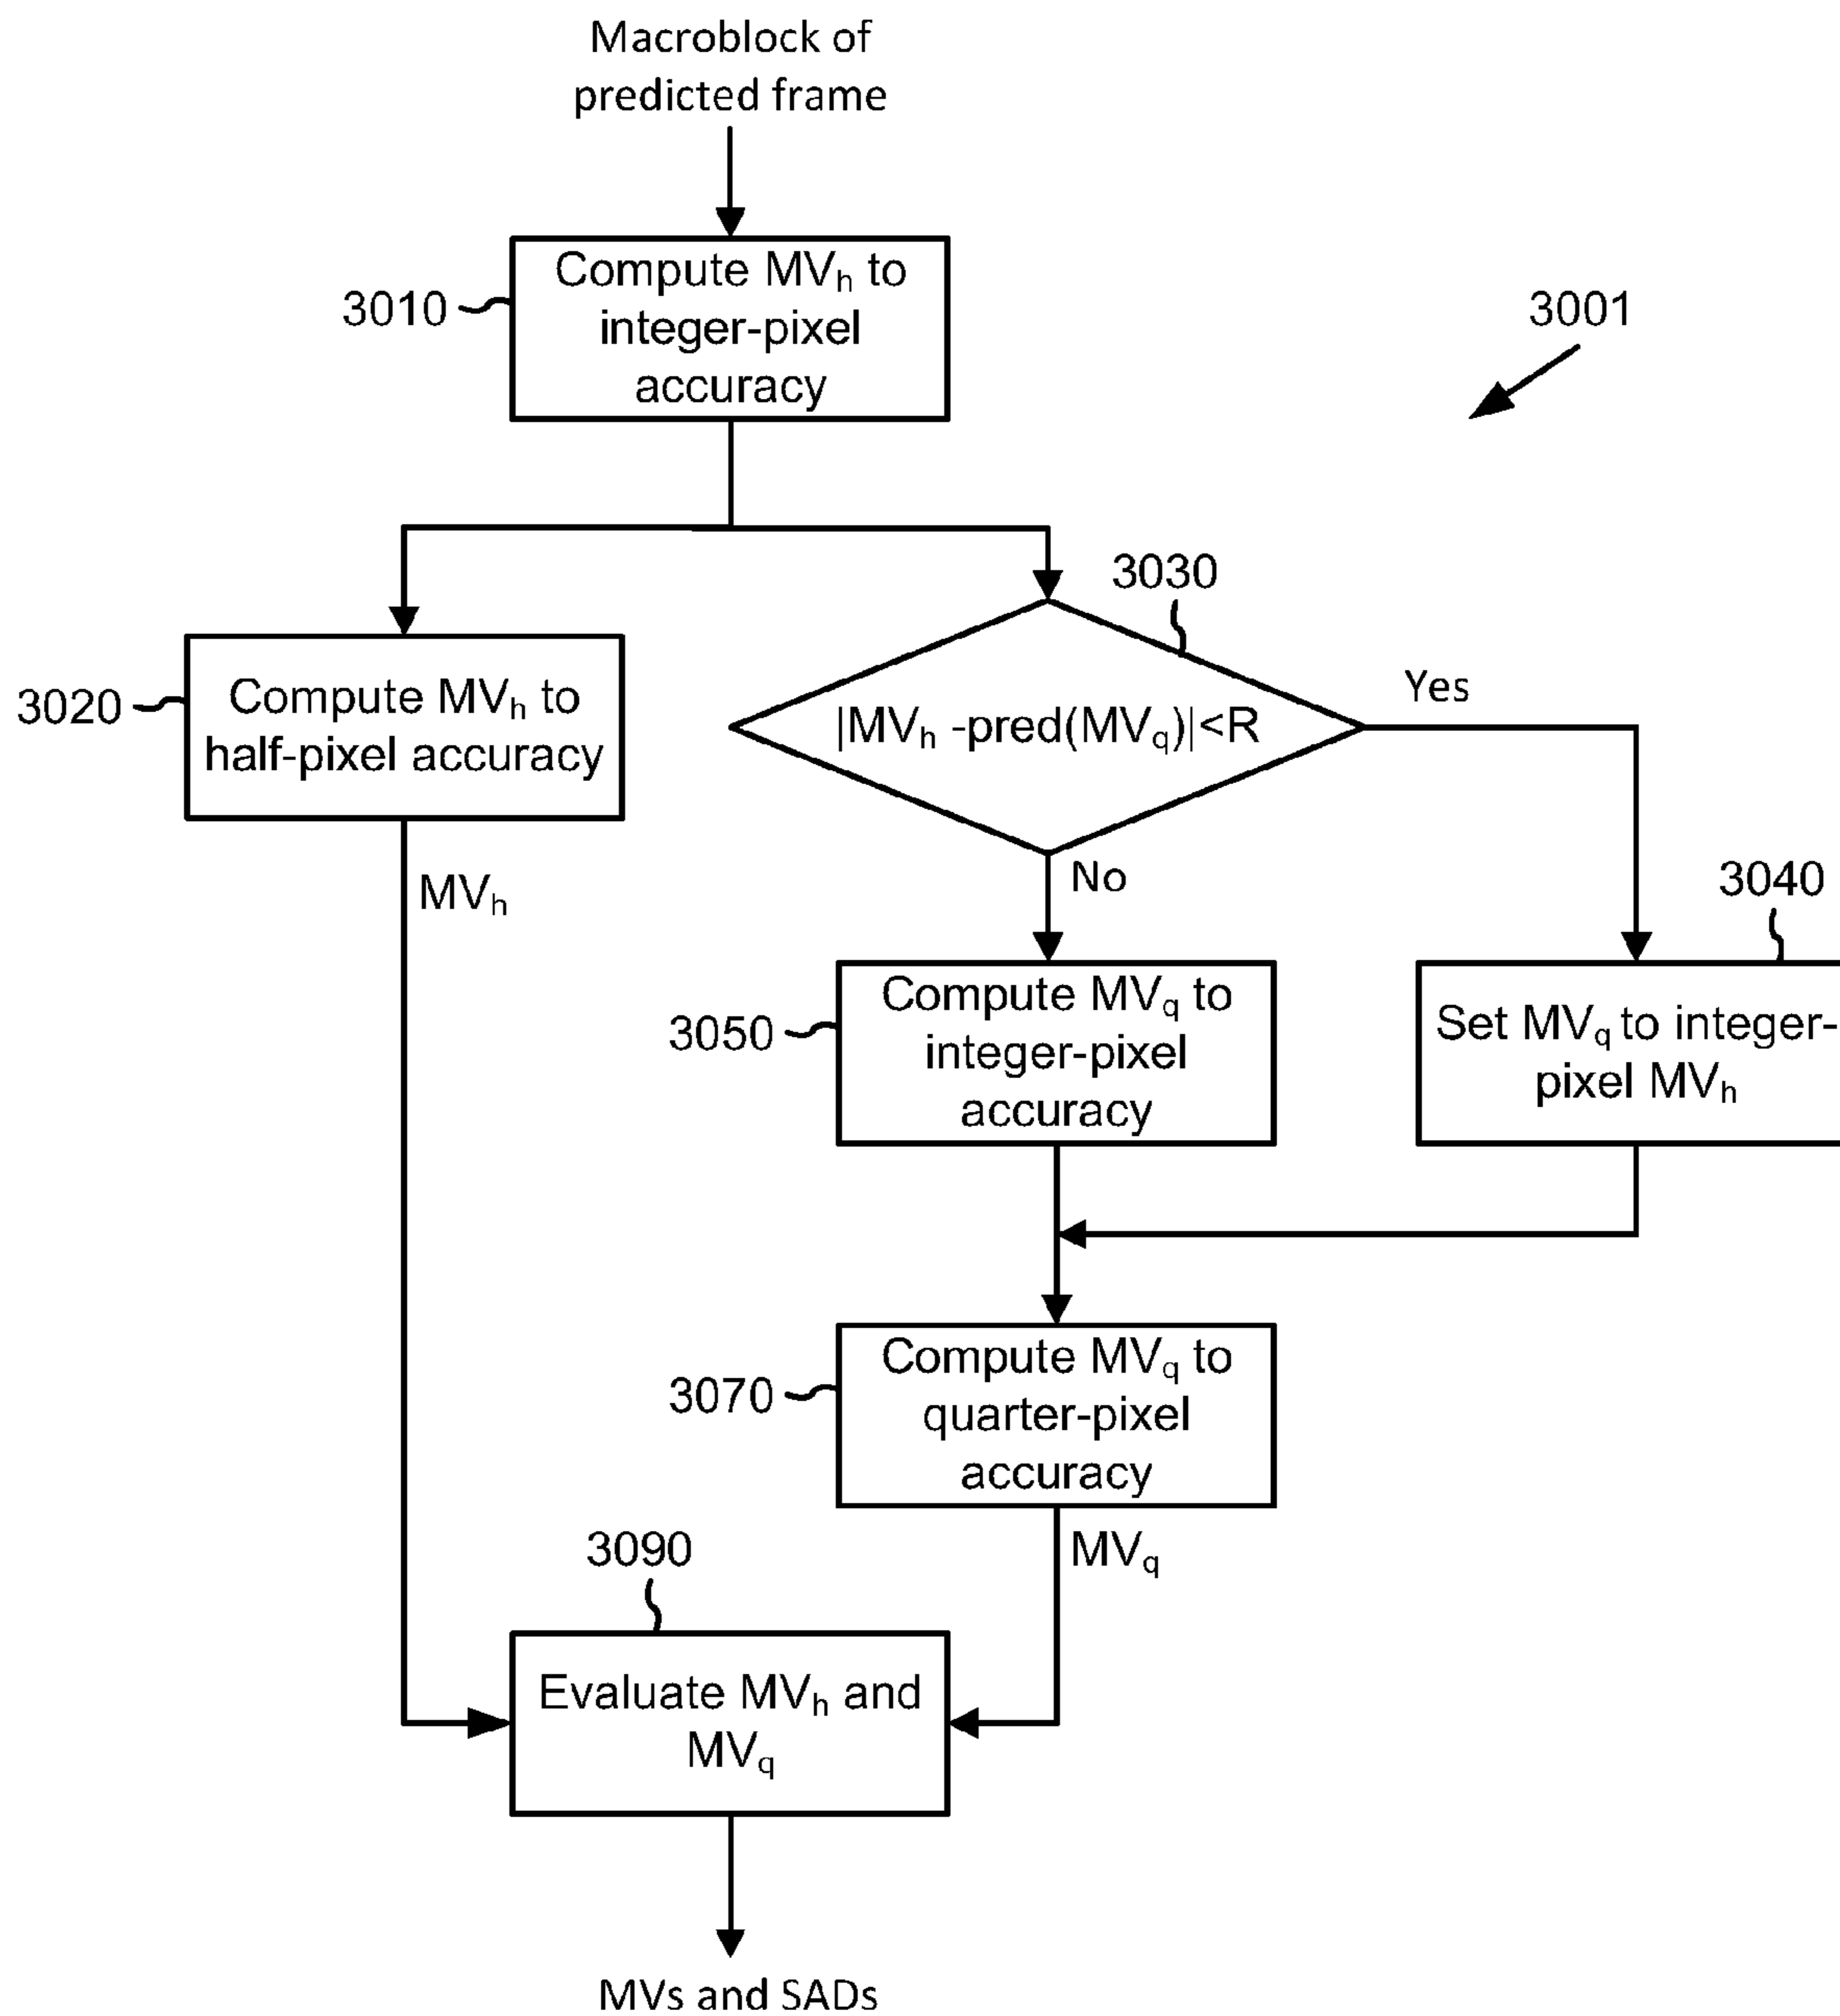 Macroblock of
predicted frame
3010
Compute MVh to
integer-pixel
accuracy
3001
3030
3020
Compute MVh to
half-pixel accuracy
|MVh -pred(MVq)|<R
Yes
No
MVh
3040
3050
Compute MVq to
integer-pixel
accuracy
Set MVq to integer-
pixel MVh
3070
Compute MVq to
quarter-pixel
accuracy
3090
MVq
Evaluate MVh and
MVq
MVs and SADs